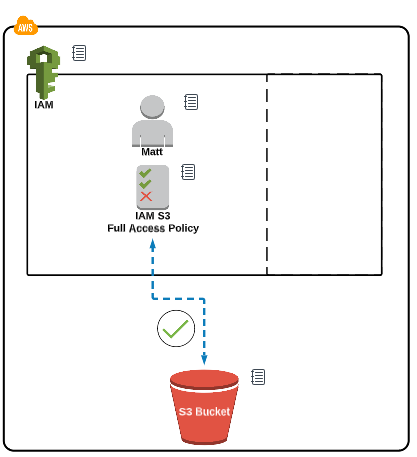 AWS
IAM
Matt
IAM S3
Full Access Policy
S3 Bucket